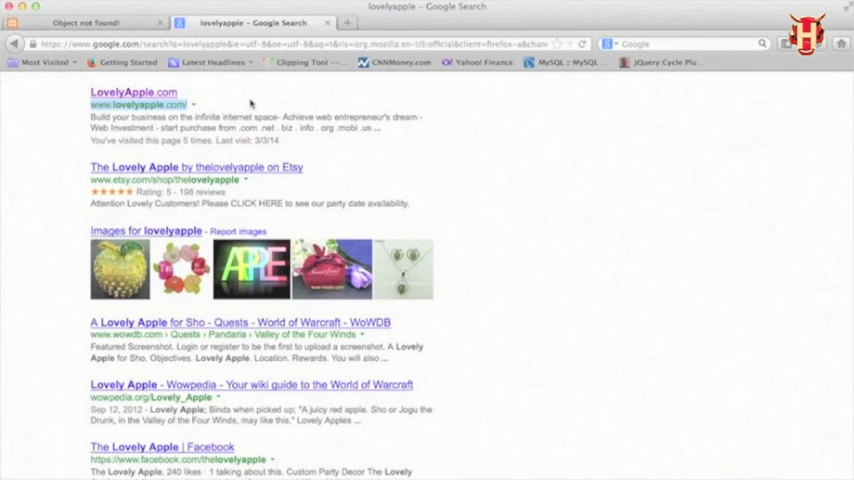 lovelyapple – Google Search
Object not found!
lovelyapple – Google Search
https://www.google.com/search?q=lovelyapple&ie=utf-8&oe=utf-8&aq=t&rls=org.mozilla:en-US:official&client=firefox-a&chan
Google
Most Visited
Getting Started
Latest Headlines
Clipping Tool —...
CNNMoney.com
Yahoo! Finance
MySQL :: MySQL ...
JQuery Cycle Plu...
LovelyApple.com
www.lovelyapple.com/
Build your business on the infinite internet space- Achieve web entrepreneur's dream -
Web Investment - start purchase from .com .net . biz . info . org .mobi .us ...
You've visited this page 5 times. Last visit: 3/3/14
The Lovely Apple by thelovelyapple on Etsy
www.etsy.com/shop/thelovelyapple
Rating: 5 - 198 reviews
Attention Lovely Customers! Please CLICK HERE to see our party date availability.
Images for lovelyapple - Report images
APPLE
A Lovely Apple for Sho - Quests - World of Warcraft - WoWDB
www.wowdb.com › Quests › Pandaria › Valley of the Four Winds
Featured Screenshot. Login or register to be the first to upload a screenshot. A Lovely
Apple for Sho. Objectives. Lovely Apple. Location. Rewards. You will also ...
Lovely Apple - Wowpedia - Your wiki guide to the World of Warcraft
wowpedia.org/Lovely_Apple
Sep 12, 2012 - Lovely Apple; Binds when picked up; "A juicy red apple. Sho or Jogu the
Drunk, in the Valley of the Four Winds, may like this." Lovely Apples ...
The Lovely Apple | Facebook
https://www.facebook.com/thelovelyapple
The Lovely Apple. 240 likes · 1 talking about this. Custom Party Decor The Lovely